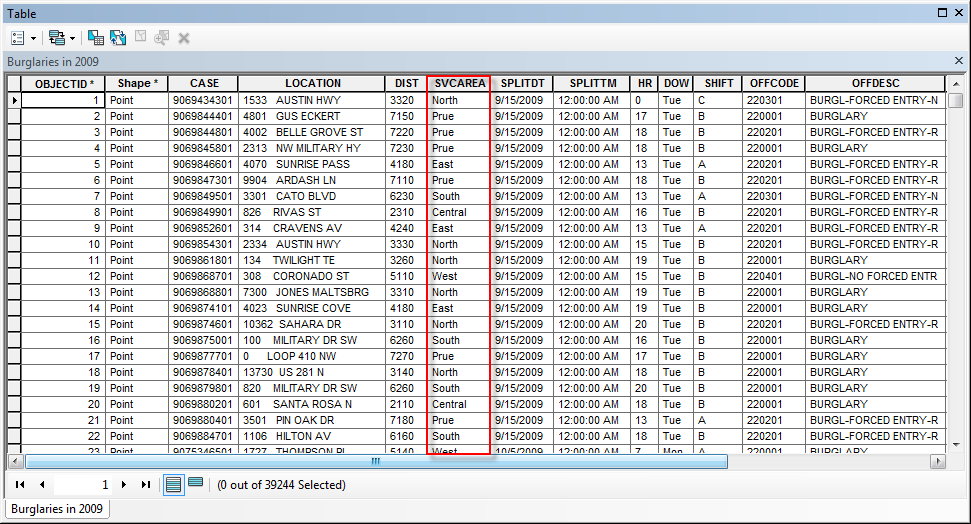 Table
Burglaries in 2009
OBJECTID * Shape * CASE LOCATION DIST SVCAREA SPLITDT SPLITTM HR DOW SHIFT OFFCODE OFFDESC
1 Point 9069434301 1533 AUSTIN HWY 3320 North 9/15/2009 12:00:00 AM 0 Tue C 220301 BURGL-FORCED ENTRY-N
2 Point 9069844401 4801 GUS ECKERT 7150 Prue 9/15/2009 12:00:00 AM 17 Tue B 220001 BURGLARY
3 Point 9069844801 4002 BELLE GROVE ST 7220 Prue 9/15/2009 12:00:00 AM 18 Tue B 220201 BURGL-FORCED ENTRY-R
4 Point 9069845801 2313 NW MILITARY HY 7230 Prue 9/15/2009 12:00:00 AM 18 Tue B 220001 BURGLARY
5 Point 9069846601 4070 SUNRISE PASS 4180 East 9/15/2009 12:00:00 AM 13 Tue A 220201 BURGL-FORCED ENTRY-R
6 Point 9069847301 9904 ARDASH LN 7110 Prue 9/15/2009 12:00:00 AM 18 Tue B 220201 BURGL-FORCED ENTRY-R
7 Point 9069849501 3301 CATO BLVD 6230 South 9/15/2009 12:00:00 AM 13 Tue A 220301 BURGL-FORCED ENTRY-N
8 Point 9069849901 826 RIVAS ST 2310 Central 9/15/2009 12:00:00 AM 16 Tue B 220201 BURGL-FORCED ENTRY-R
9 Point 9069852601 314 CRAVENS AV 4240 East 9/15/2009 12:00:00 AM 13 Tue A 220201 BURGL-FORCED ENTRY-R
10 Point 9069854301 2334 AUSTIN HWY 3330 North 9/15/2009 12:00:00 AM 15 Tue B 220201 BURGL-FORCED ENTRY-R
11 Point 9069861801 134 TWILIGHT TE 3260 North 9/15/2009 12:00:00 AM 19 Tue B 220001 BURGLARY
12 Point 9069868701 308 CORONADO ST 5110 West 9/15/2009 12:00:00 AM 15 Tue B 220401 BURGL-NO FORCED ENTR
13 Point 9069868801 7300 JONES MALTSBRG 3310 North 9/15/2009 12:00:00 AM 19 Tue B 220001 BURGLARY
14 Point 9069874101 4023 SUNRISE COVE 4180 East 9/15/2009 12:00:00 AM 19 Tue B 220001 BURGLARY
15 Point 9069874601 10362 SAHARA DR 3110 North 9/15/2009 12:00:00 AM 20 Tue B 220201 BURGL-FORCED ENTRY-R
16 Point 9069875001 100 MILITARY DR SW 6260 South 9/15/2009 12:00:00 AM 16 Tue B 220001 BURGLARY
17 Point 9069877701 0 LOOP 410 NW 7270 Prue 9/15/2009 12:00:00 AM 17 Tue B 220001 BURGLARY
18 Point 9069878401 13730 US 281 N 3140 North 9/15/2009 12:00:00 AM 18 Tue B 220001 BURGLARY
19 Point 9069879801 820 MILITARY DR SW 6260 South 9/15/2009 12:00:00 AM 20 Tue B 220001 BURGLARY
20 Point 9069880201 601 SANTA ROSA N 2110 Central 9/15/2009 12:00:00 AM 18 Tue B 220001 BURGLARY
21 Point 9069880401 3501 PIN OAK DR 7180 Prue 9/15/2009 12:00:00 AM 13 Tue A 220201 BURGL-FORCED ENTRY-R
22 Point 9069884701 1106 HILTON AV 6160 South 9/15/2009 12:00:00 AM 18 Tue B 220201 BURGL-FORCED ENTRY-R
23 Point 9075346501 1727 THOMPSON PL 5140 West 10/5/2009 12:00:00 AM 7 Mon A 220001 BURGLARY
1 (0 out of 39244 Selected)
Burglaries in 2009